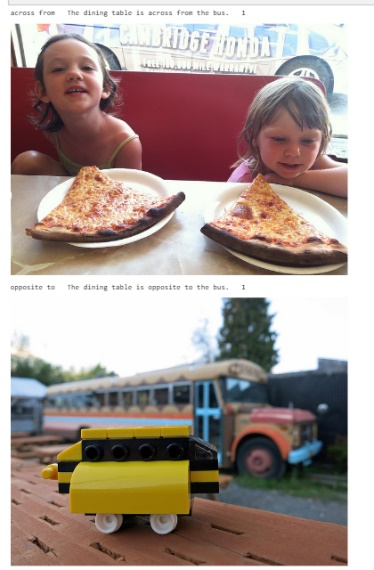 across from The dining table is across from the bus. 1
CAMBRIDGE HONDA
opposite to The dining table is opposite to the bus. 1